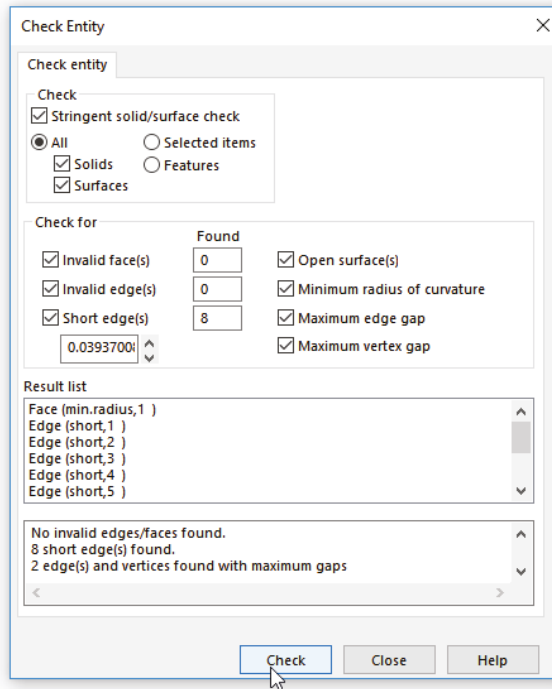 Check Entity
Check entity
Check
Stringent solid/surface check
All
Selected items
Solids
Features
Surfaces
Check for
Found
Invalid face(s)
0
Open surface(s)
Invalid edge(s)
0
Minimum radius of curvature
Short edge(s)
8
Maximum edge gap
0.03937008
Maximum vertex gap
Result list
Face (min.radius,1 )
Edge (short,1 )
Edge (short,2 )
Edge (short,3 )
Edge (short,4 )
Edge (short,5 )
No invalid edges/faces found.
8 short edge(s) found.
2 edge(s) and vertices found with maximum gaps
Check
Close
Help